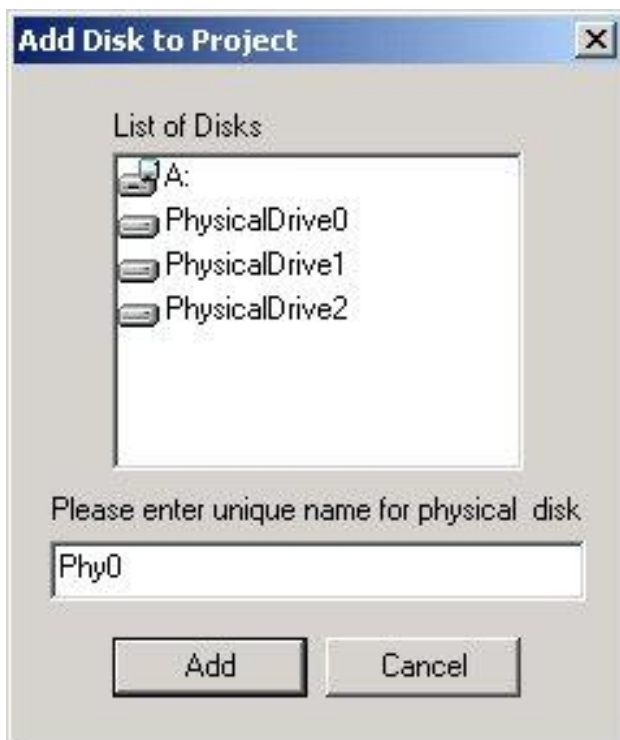 Add Disk to Project
List of Disks
A:
PhysicalDrive0
PhysicalDrive1
PhysicalDrive2
Please enter unique name for physical  disk
Phy0
Add
Cancel